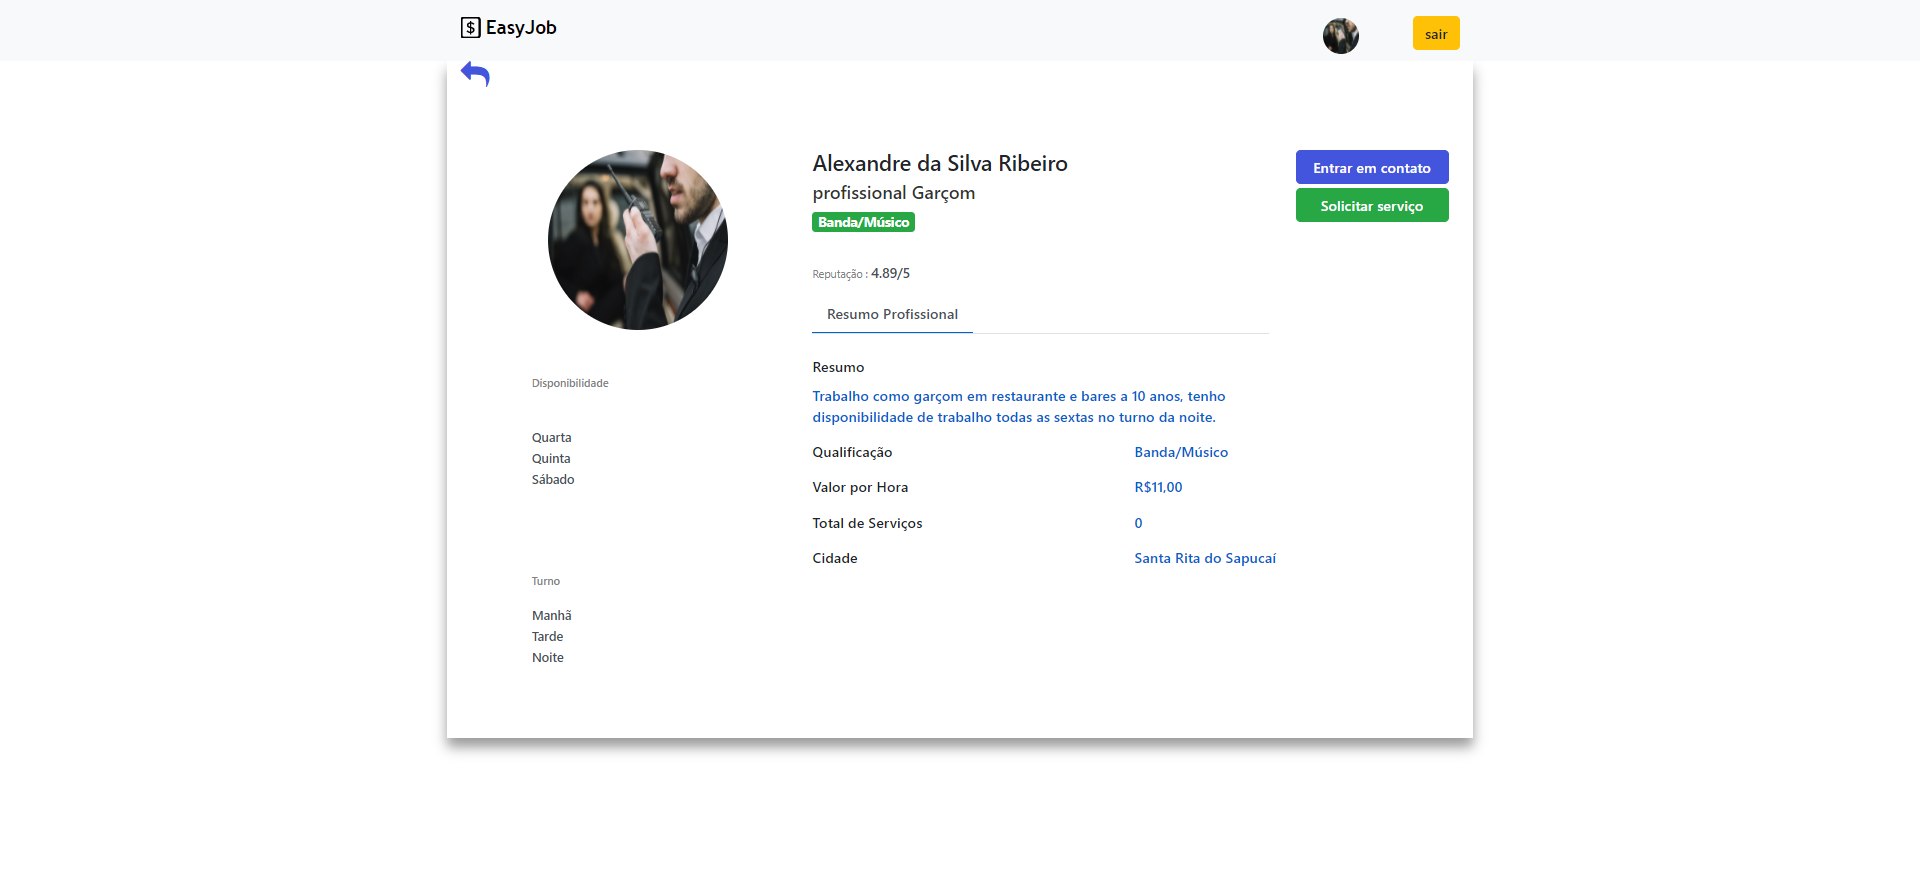 $ EasyJob
sair
Alexandre da Silva Ribeiro
profissional Garçom
Banda/Músico
Entrar em contato
Solicitar serviço
Reputação : 4.89/5
Resumo Profissional
Resumo
Trabalho como garçom em restaurante e bares a 10 anos, tenho
disponibilidade de trabalho todas as sextas no turno da noite.
Qualificação Banda/Músico
Valor por Hora R$11,00
Total de Serviços 0
Cidade Santa Rita do Sapucaí
Disponibilidade
Quarta
Quinta
Sábado
Turno
Manhã
Tarde
Noite